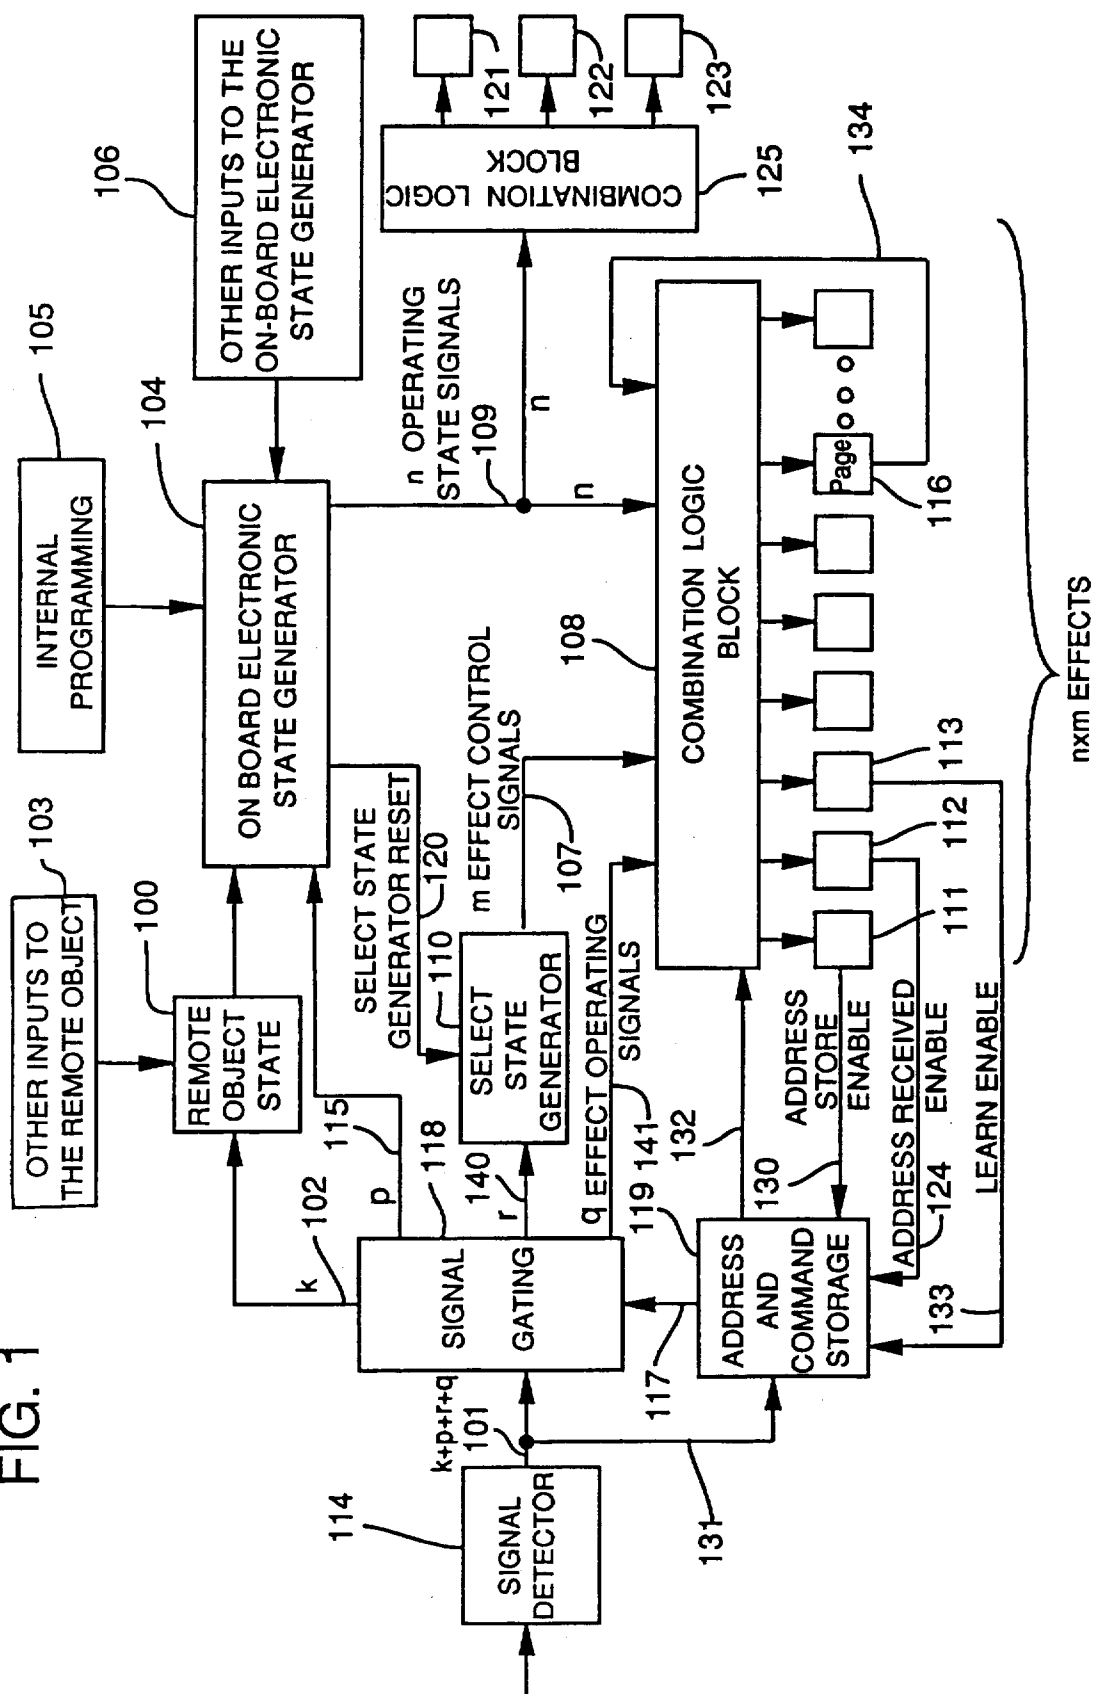 FIG. 1
OTHER INPUTS TO
THE REMOTE OBJECT
103
INTERNAL
PROGRAMMING
105
106
OTHER INPUTS TO THE
ON-BOARD ELECTRONIC
STATE GENERATOR
REMOTE
OBJECT
STATE
100
ON BOARD ELECTRONIC
STATE GENERATOR
104
k
102
p
115
SELECT STATE
GENERATOR RESET
120
n OPERATING
STATE SIGNALS
109
n
n
COMBINATION LOGIC
BLOCK
125
121
122
123
114
SIGNAL
DETECTOR
k+p+r+q
101
SIGNAL
GATING
118
r
140
SELECT
STATE
GENERATOR
110
m EFFECT CONTROL
SIGNALS
107
q EFFECT OPERATING
SIGNALS
141
108
COMBINATION LOGIC
BLOCK
134
131
117
119
ADDRESS
AND
COMMAND
STORAGE
132
130
ADDRESS
STORE
ENABLE
111
112
113
Page
116
ADDRESS RECEIVED
ENABLE
124
LEARN ENABLE
133
nxm EFFECTS